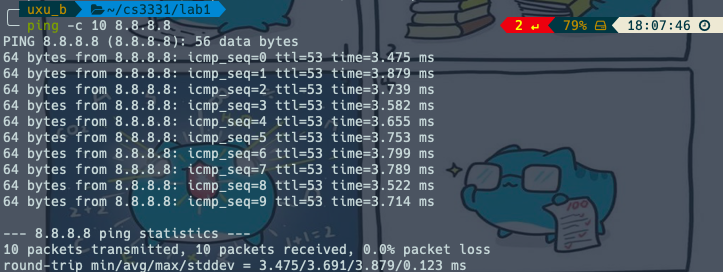 uxu_b ~/cs3331/lab1
ping -c 10 8.8.8.8 2 ↵ 79% 18:07:46
PING 8.8.8.8 (8.8.8.8): 56 data bytes
64 bytes from 8.8.8.8: icmp_seq=0 ttl=53 time=3.475 ms
64 bytes from 8.8.8.8: icmp_seq=1 ttl=53 time=3.879 ms
64 bytes from 8.8.8.8: icmp_seq=2 ttl=53 time=3.739 ms
64 bytes from 8.8.8.8: icmp_seq=3 ttl=53 time=3.582 ms
64 bytes from 8.8.8.8: icmp_seq=4 ttl=53 time=3.655 ms
64 bytes from 8.8.8.8: icmp_seq=5 ttl=53 time=3.753 ms
64 bytes from 8.8.8.8: icmp_seq=6 ttl=53 time=3.799 ms
64 bytes from 8.8.8.8: icmp_seq=7 ttl=53 time=3.789 ms
64 bytes from 8.8.8.8: icmp_seq=8 ttl=53 time=3.522 ms
64 bytes from 8.8.8.8: icmp_seq=9 ttl=53 time=3.714 ms
--- 8.8.8.8 ping statistics ---
10 packets transmitted, 10 packets received, 0.0% packet loss
round-trip min/avg/max/stddev = 3.475/3.691/3.879/0.123 ms
2+2
1+1=2
100